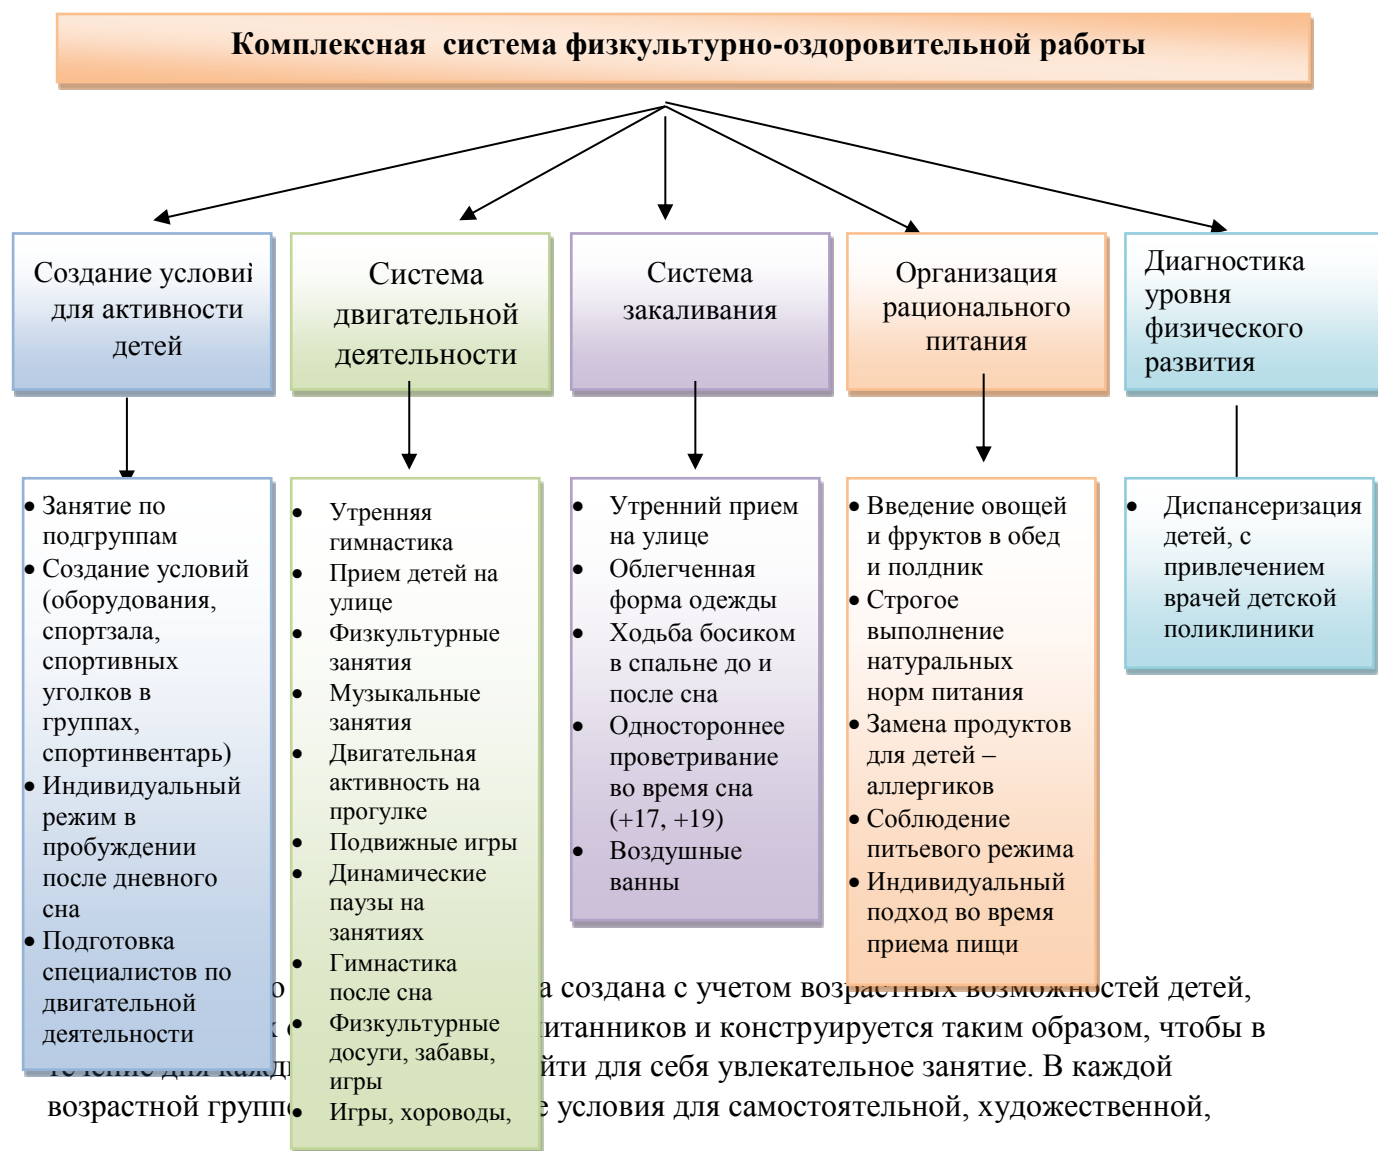 Комплексная система физкультурно-оздоровительной работы
Создание условий
для активности
детей
Система
двигательной
деятельности
Система
закаливания
Организация
рационального
питания
Диагностика
уровня
физического
развития
• Занятие по
подгруппам
• Создание условий
(оборудования,
спортзала,
спортивных
уголков в
группах,
спортинвентарь)
• Индивидуальный
режим в
пробуждении
после дневного
сна
• Подготовка
специалистов по
двигательной
деятельности
• Утренняя
гимнастика
• Прием детей на
улице
• Физкультурные
занятия
• Музыкальные
занятия
• Двигательная
активность на
прогулке
• Подвижные игры
• Динамические
паузы на
занятиях
• Гимнастика
после сна
• Физкультурные
досуги, забавы,
игры
• Игры, хороводы,
• Утренний прием
на улице
• Облегченная
форма одежды
• Ходьба босиком
в спальне до и
после сна
• Одностороннее
проветривание
во время сна
(+17, +19)
• Воздушные
ванны
• Введение овощей
и фруктов в обед
и полдник
• Строгое
выполнение
натуральных
норм питания
• Замена продуктов
для детей –
аллергиков
• Соблюдение
питьевого режима
• Индивидуальный
подход во время
приема пищи
• Диспансеризация
детей, с
привлечением
врачей детской
поликлиники
создана с учетом возрастных возможностей детей,
и конструируется таким образом, чтобы в
течение дня для себя увлекательное занятие. В каждой
возрастной условия для самостоятельной, художественной,